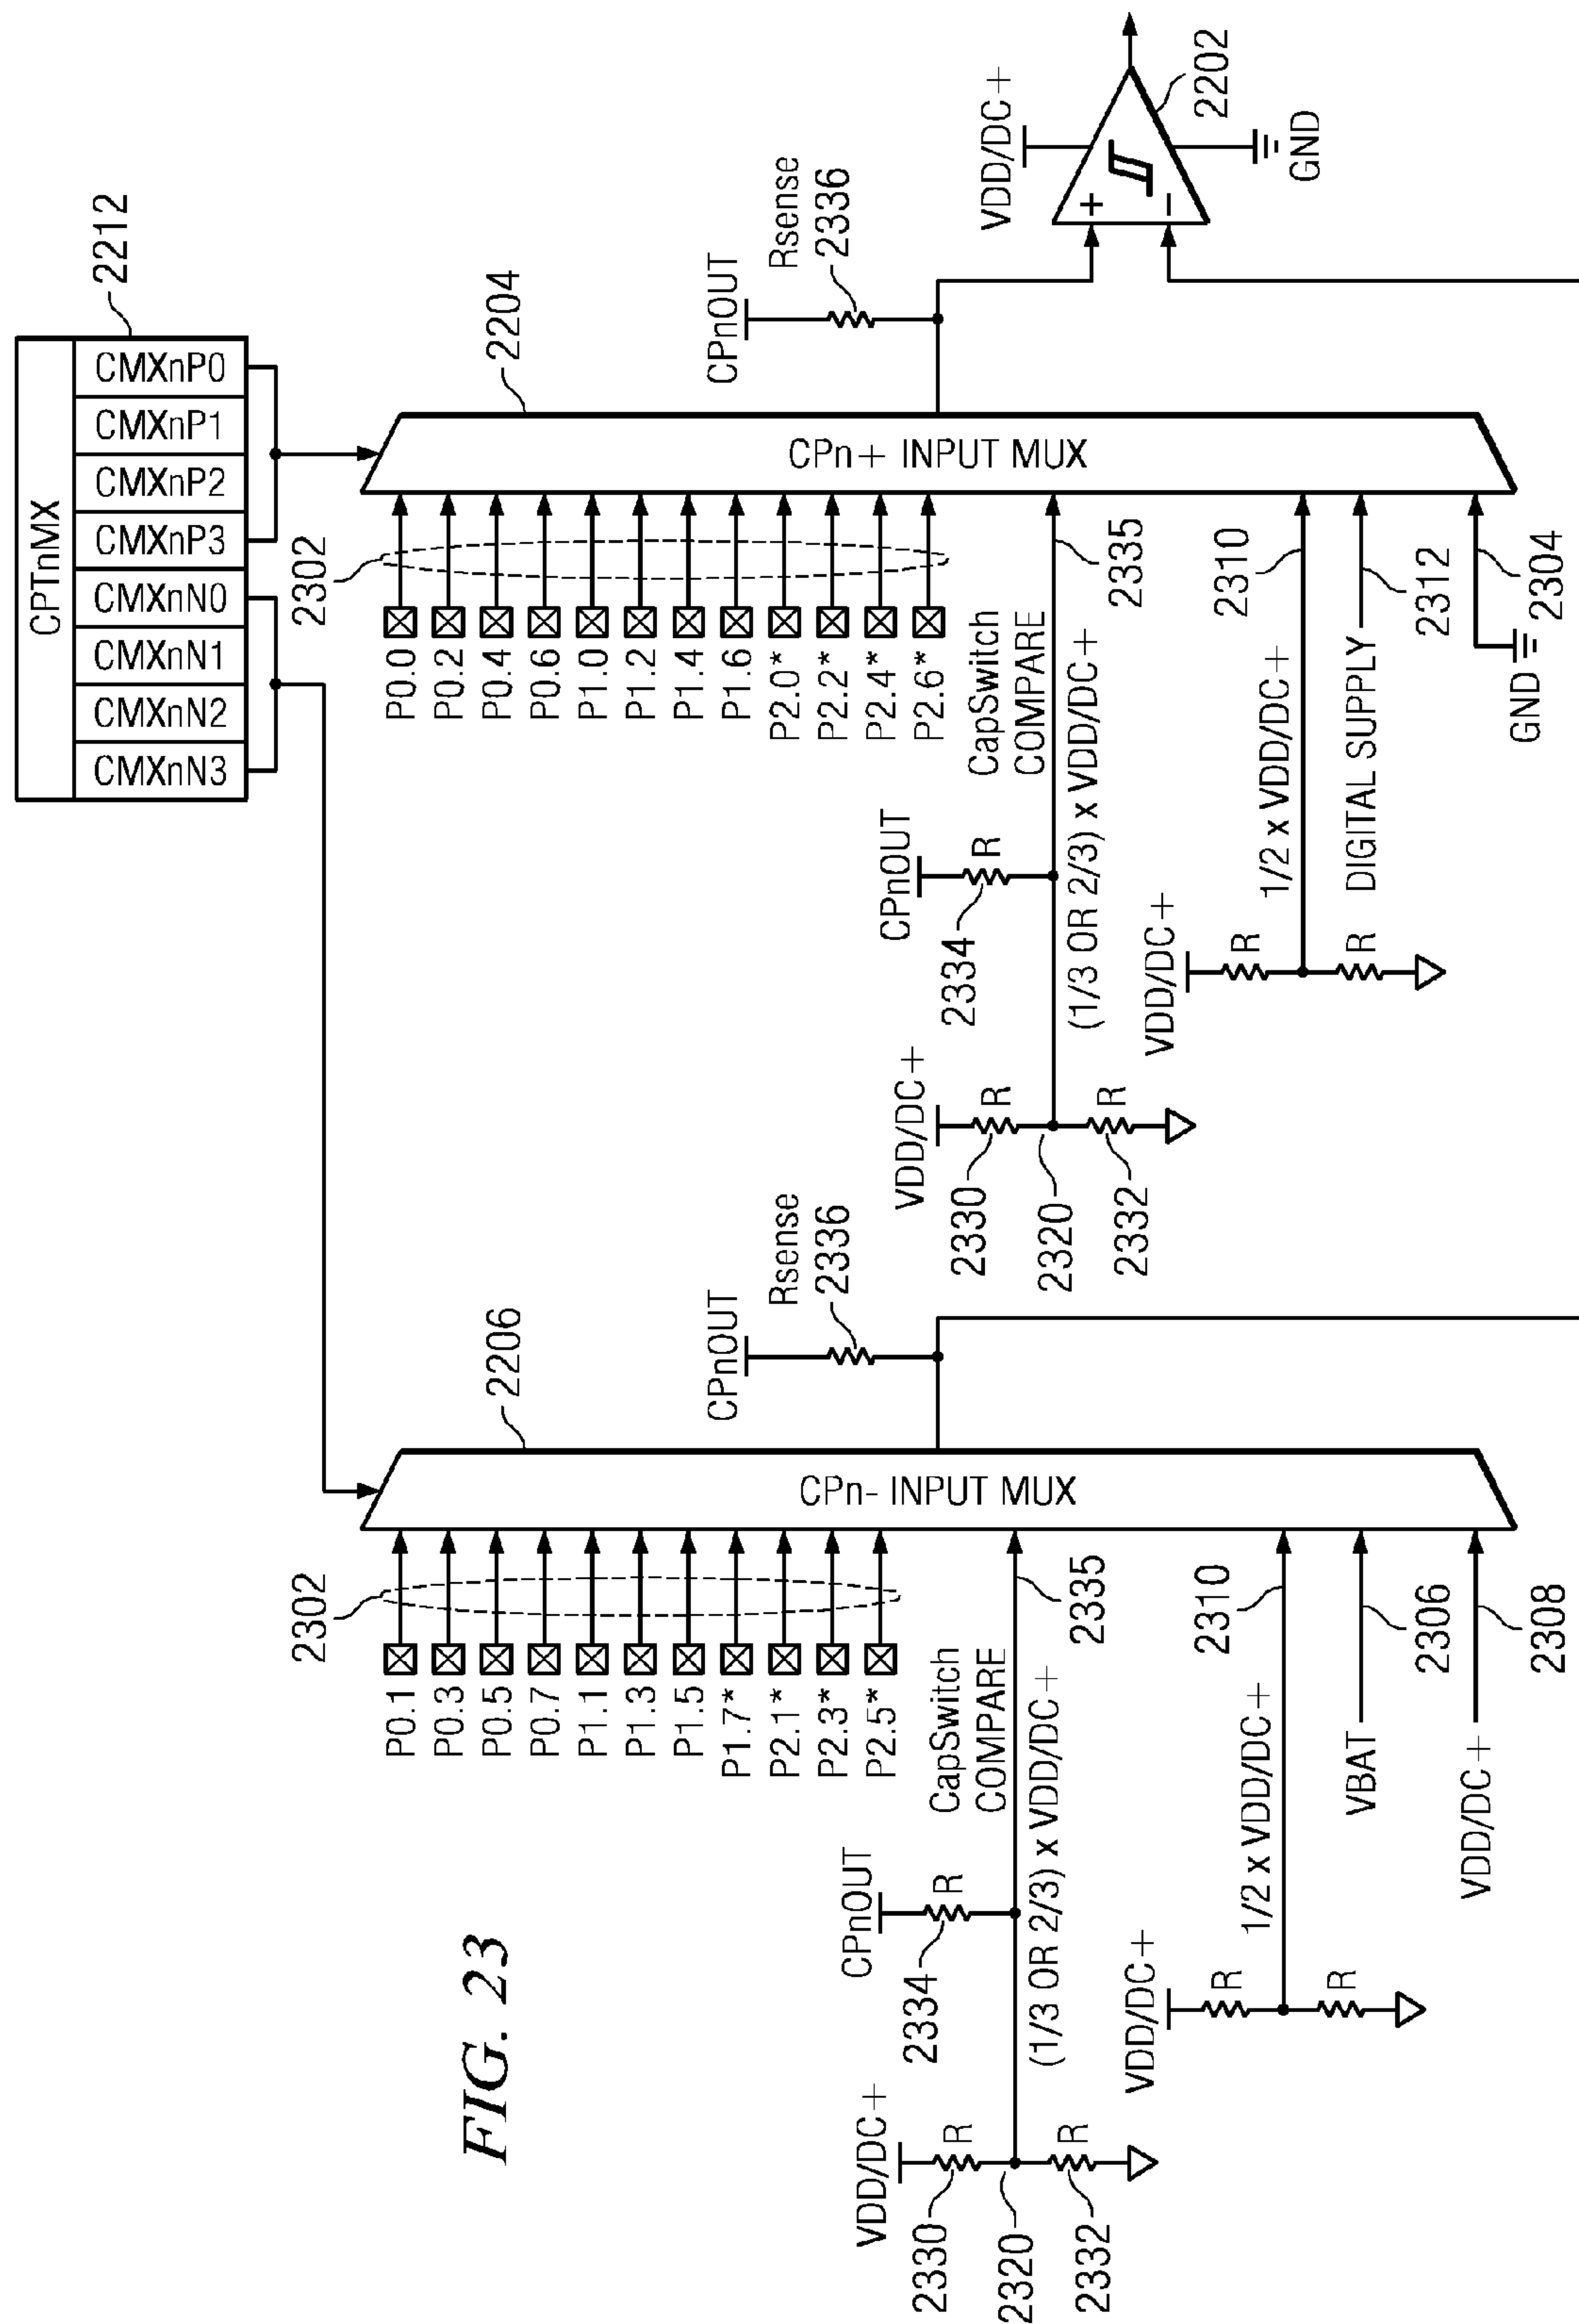 FIG. 23
CPTnMX
CMXnN3
CMXnN2
CMXnN1
CMXnN0
CMXnP3
CMXnP2
CMXnP1
CMXnP0
2212
2302
P0.1
P0.3
P0.5
P0.7
P1.1
P1.3
P1.5
P1.7*
P2.1*
P2.3*
P2.5*
CPn- INPUT MUX
2206
CPnOUT
Rsense
2336
VDD/DC+
2330
R
2320
2332
R
CPnOUT
2334
R
CapSwitch
COMPARE
(1/3 OR 2/3) x VDD/DC+
2335
VDD/DC+
R
R
1/2 x VDD/DC+
2310
VBAT
2306
VDD/DC+
2308
2302
P0.0
P0.2
P0.4
P0.6
P1.0
P1.2
P1.4
P1.6
P2.0*
P2.2*
P2.4*
P2.6*
CPn+ INPUT MUX
2204
CPnOUT
Rsense
2336
VDD/DC+
2330
R
2320
2332
R
CPnOUT
2334
R
CapSwitch
COMPARE
(1/3 OR 2/3) x VDD/DC+
2335
VDD/DC+
R
R
1/2 x VDD/DC+
2310
DIGITAL SUPPLY
2312
GND
2304
VDD/DC+
+
−
2202
GND